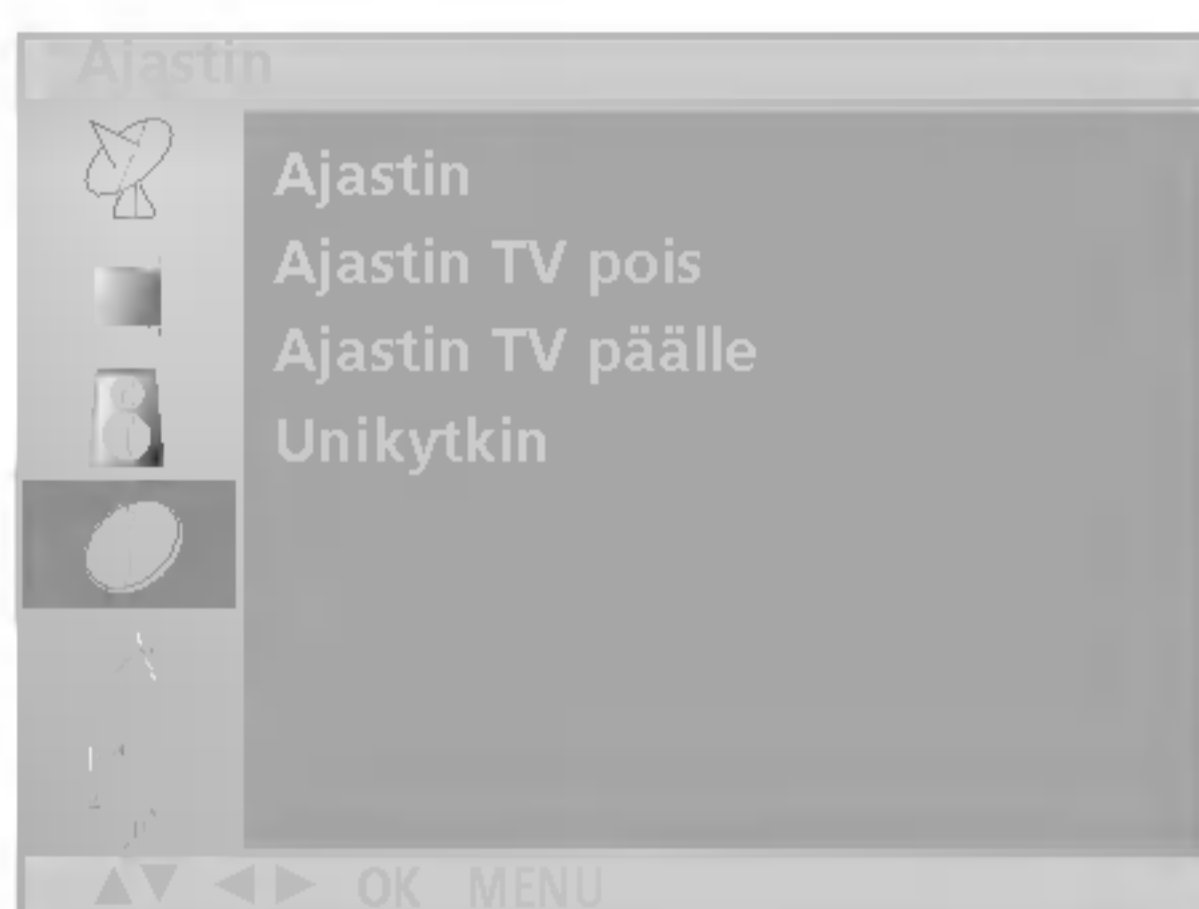 Ajastin
Ajastin
Ajastin TV pois
Ajastin TV päälle
Unikytkin
▲▼ ◀▶ OK MENU